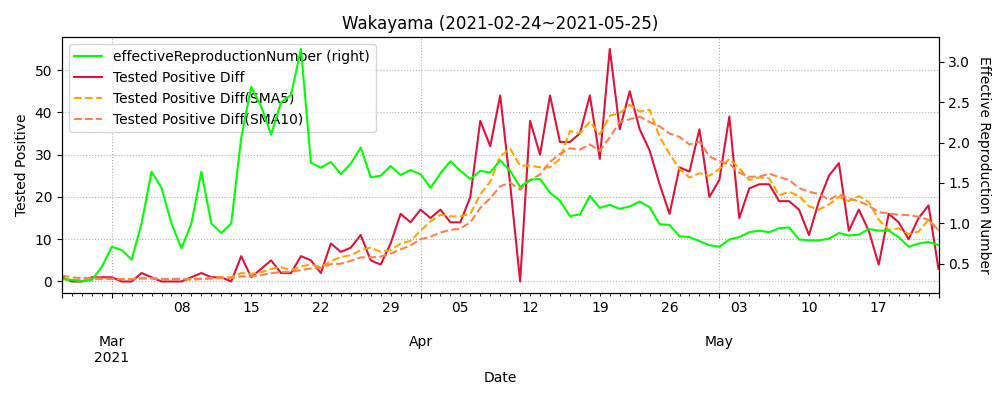 Wakayama (2021-02-24~2021-05-25)
effectiveReproductionNumber (right)
Tested Positive Diff
Tested Positive Diff(SMA5)
Tested Positive Diff(SMA10)
Tested Positive
50
40
30
20
10
0
3.0
2.5
2.0
1.5
1.0
0.5
Effective Reproduction Number
08 15 22 29 05 12 19 26 03 10 17
Mar Apr May
2021
Date